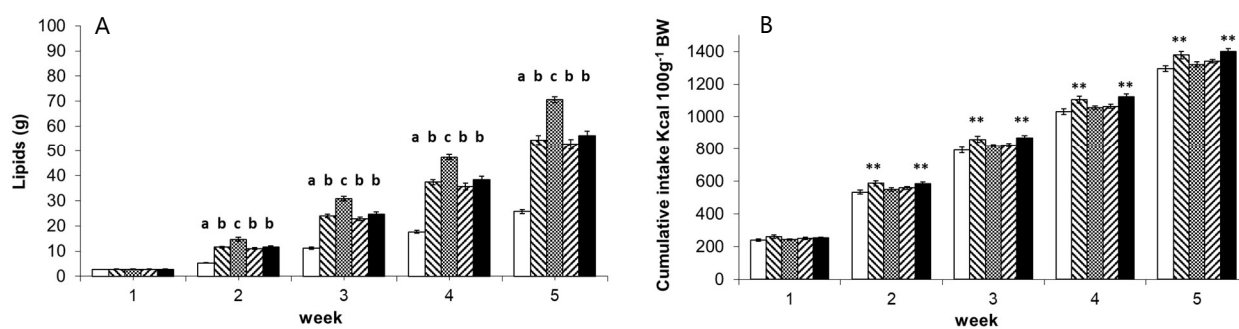 A
Lipids (g)
100
90
80
70
60
50
40
30
20
10
0
a b c b b
a b c b b
a b c b b
a b c b b
1 2 3 4 5
week
B
Cumulative intake Kcal 100g⁻¹ BW
1400
1200
1000
800
600
400
200
0
** **
** **
** **
** **
1 2 3 4 5
week